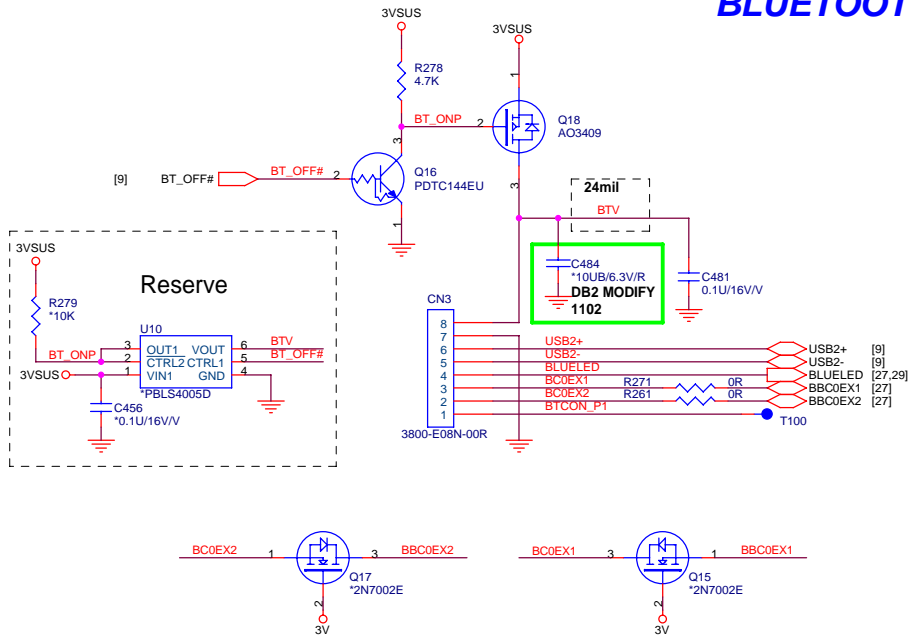 BLUETOOT
3VSUS
3VSUS
R278
4.7K
1
BT_ONP
2
Q18
AO3409
3
3
[9]
BT_OFF#
BT_OFF#
2
Q16
PDTC144EU
1
24mil
BTV
3VSUS
Reserve
R279
*10K
U10
BT_ONP
3
OUT1
VOUT
6
BTV
2
CTRL2
CTRL1
5
BT_OFF#
3VSUS
1
VIN1
GND
4
*PBLS4005D
C456
*0.1U/16V/V
C484
*10UB/6.3V/R
DB2 MODIFY
1102
C481
0.1U/16V/V
CN3
8
7
6
USB2+
USB2+
[9]
5
USB2-
USB2-
[9]
4
BLUELED
BLUELED
[27,29]
3
BC0EX1
R271
0R
BBC0EX1
[27]
2
BC0EX2
R261
0R
BBC0EX2
[27]
1
BTCON_P1
T100
3800-E08N-00R
BC0EX2
1
3
BBC0EX2
Q17
*2N7002E
2
3V
BC0EX1
3
1
BBC0EX1
Q15
*2N7002E
2
3V